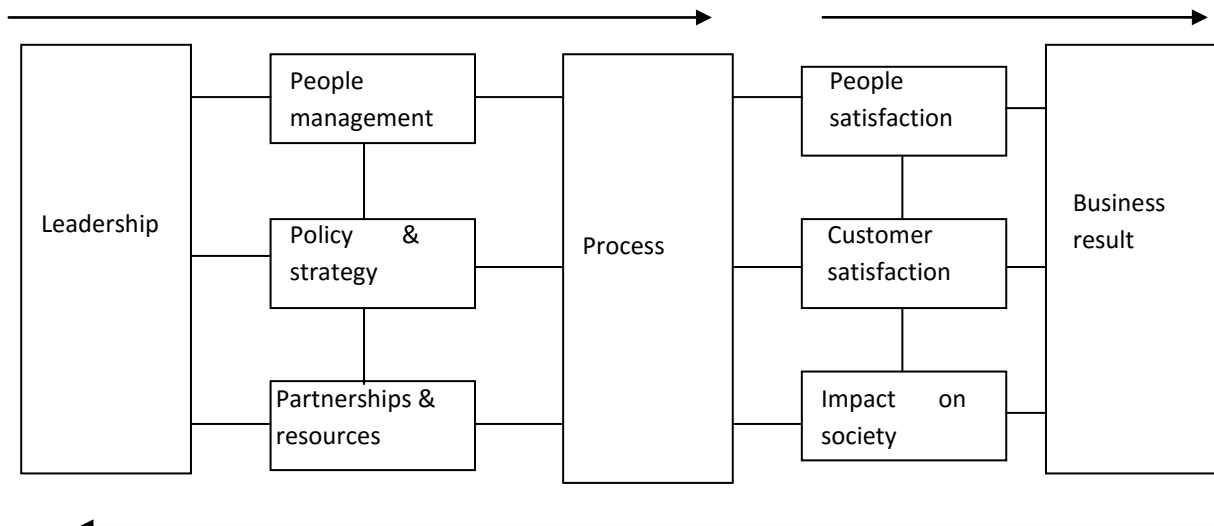 Leadership
People
management
Policy &
strategy
Partnerships &
resources
Process
People
satisfaction
Customer
satisfaction
Impact on
society
Business
result